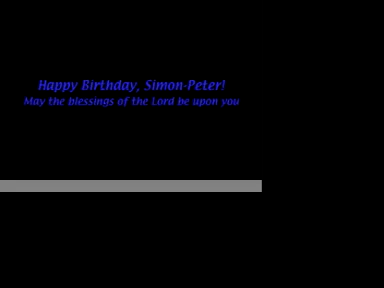 Happy Birthday, Simon-Peter!
May the blessings of the Lord be upon you